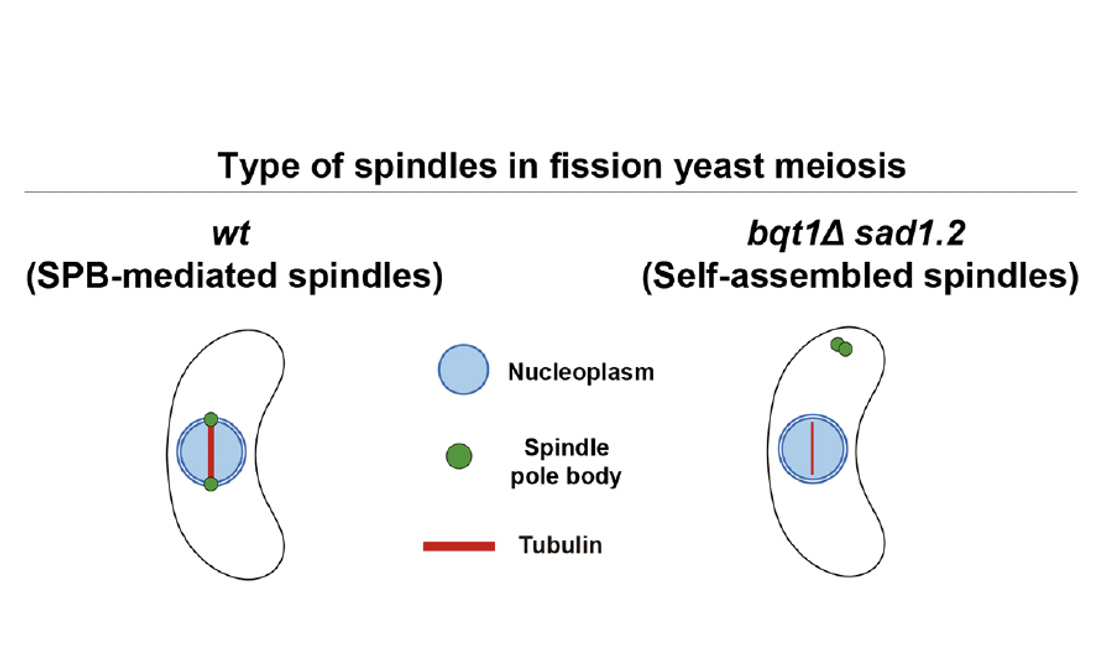 Type of spindles in fission yeast meiosis
wt
(SPB-mediated spindles)
bqt1Δ sad1.2
(Self-assembled spindles)
Nucleoplasm
Spindle
pole body
Tubulin